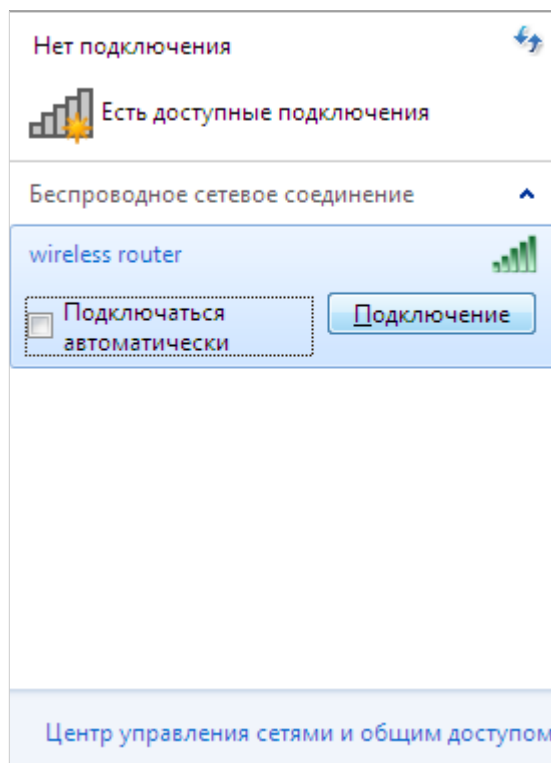 Нет подключения
Есть доступные подключения
Беспроводное сетевое соединение
wireless router
Подключаться
автоматически
Подключение
Центр управления сетями и общим доступом